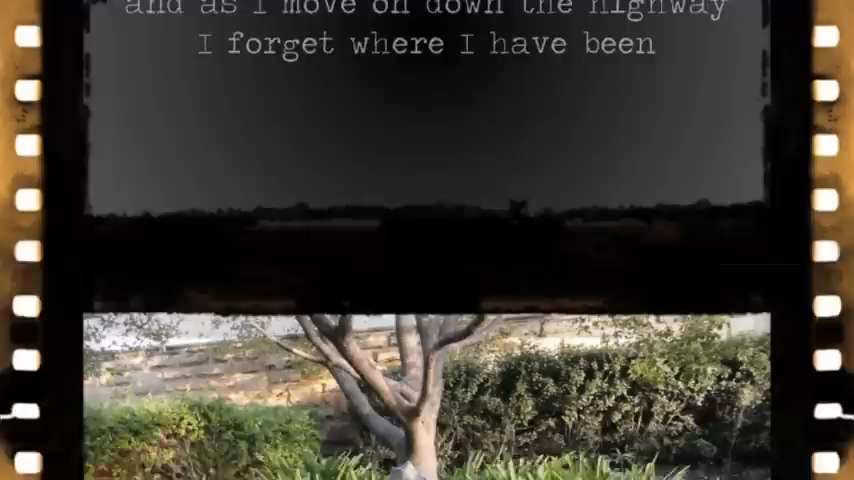 and as I move on down the highway
I forget where I have been